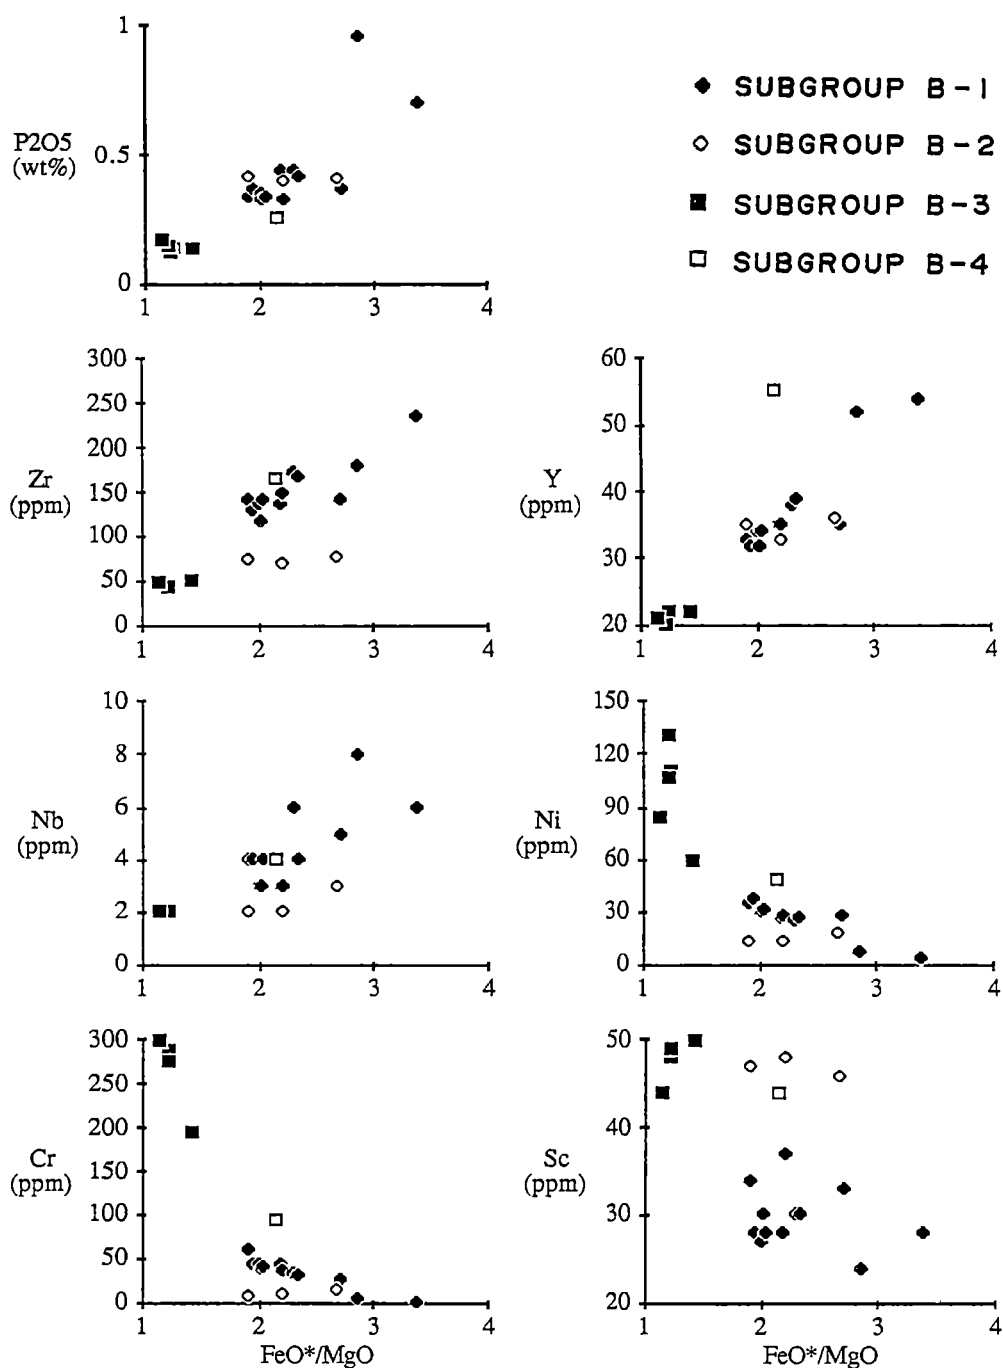 1
P2O5
(wt%)
0.5
0
1 2 3 4
SUBGROUP B-1
SUBGROUP B-2
SUBGROUP B-3
SUBGROUP B-4
300
250
200
Zr
(ppm)
150
100
50
0
1 2 3 4
60
50
Y
(ppm)
40
30
20
1 2 3 4
10
8
6
Nb
(ppm)
4
2
0
1 2 3 4
150
120
90
Ni
(ppm)
60
30
0
1 2 3 4
300
250
200
Cr
(ppm)
150
100
50
0
1 2 3 4
FeO*/MgO
50
40
Sc
(ppm)
30
20
1 2 3 4
FeO*/MgO